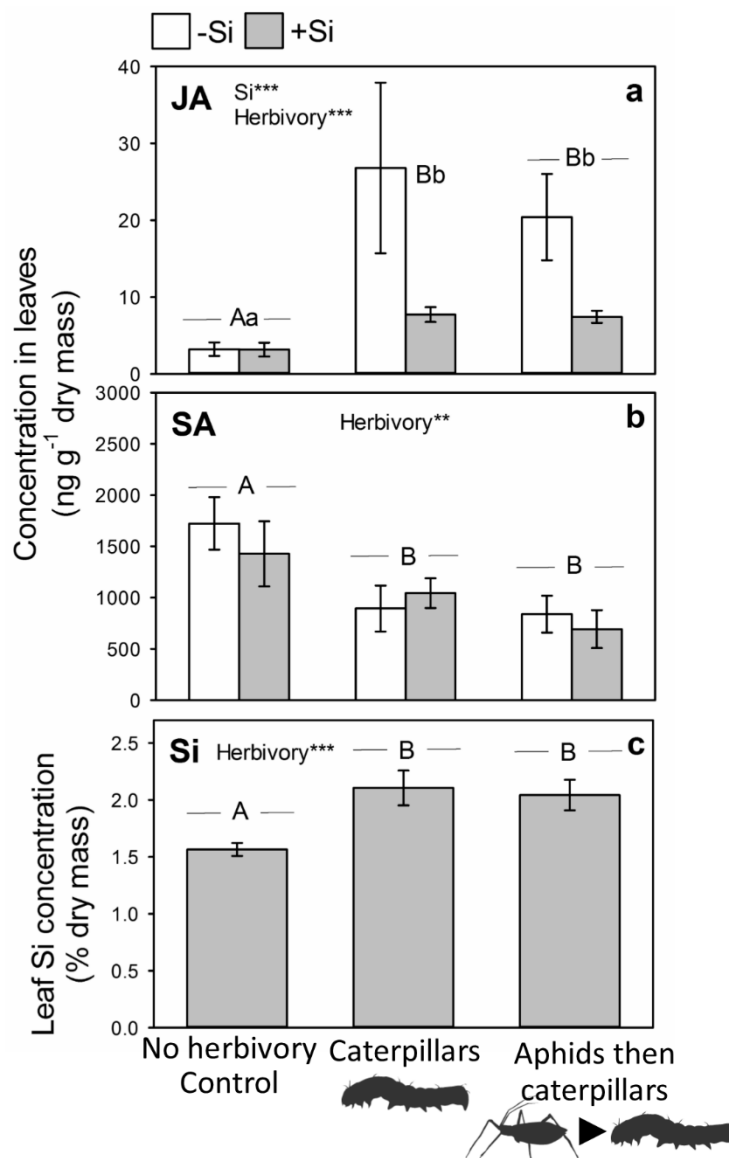 -Si +Si
JA Si*** a
Herbivory***
Aa
Bb
Bb
40
30
20
10
0
SA Herbivory** b
A
B
B
3000
2500
2000
1500
1000
500
0
Concentration in leaves
(ng g⁻¹ dry mass)
Si Herbivory*** c
A
B
B
2.5
2.0
1.5
1.0
0.5
0.0
Leaf Si concentration
(% dry mass)
No herbivory
Control
Caterpillars
Aphids then
caterpillars